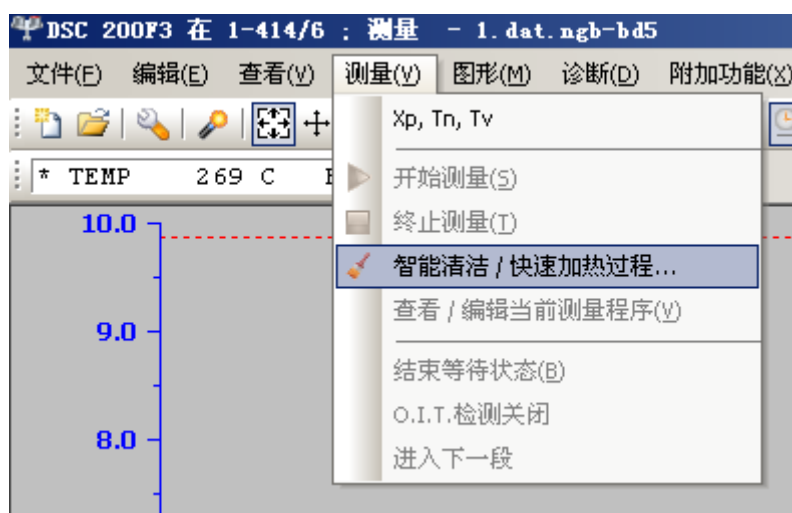 DSC 200F3 在 1-414/6 : 测量 - 1.dat.ngb-bd5
文件(F) 编辑(E) 查看(V) 测量(V) 图形(M) 诊断(D) 附加功能(X)
Xp, Tn, Tv
* TEMP 269 C
开始测量(S)
10.0
终止测量(T)
智能清洁 / 快速加热过程...
查看 / 编辑当前测量程序(V)
9.0
结束等待状态(B)
O.I.T.检测关闭
8.0
进入下一段